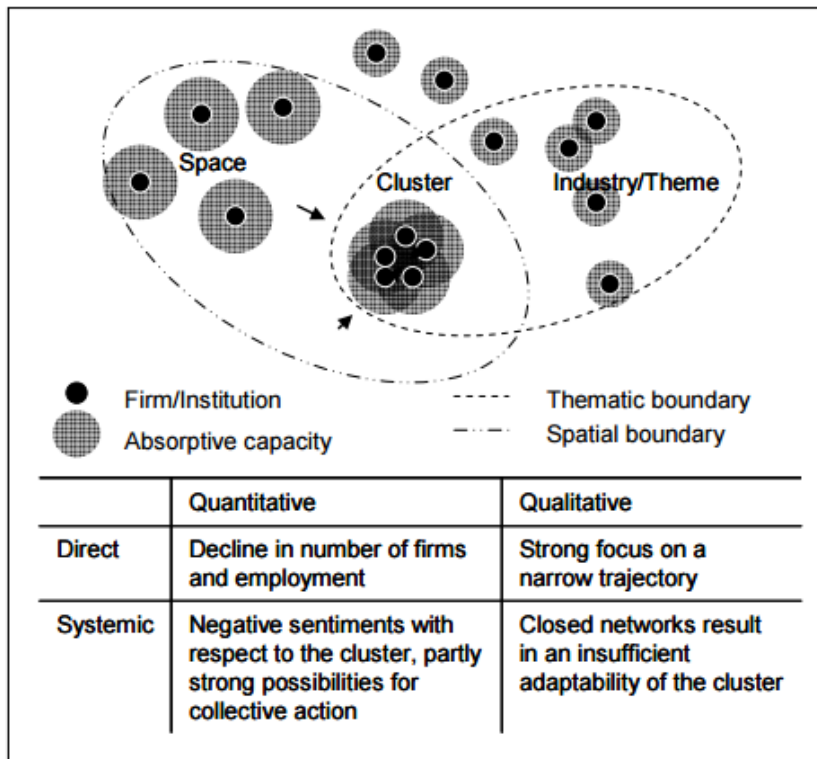 Space
Cluster
Industry/Theme
Firm/Institution
Absorptive capacity
Thematic boundary
Spatial boundary
Quantitative
Qualitative
Direct
Decline in number of firms
and employment
Strong focus on a
narrow trajectory
Systemic
Negative sentiments with
respect to the cluster, partly
strong possibilities for
collective action
Closed networks result
in an insufficient
adaptability of the cluster